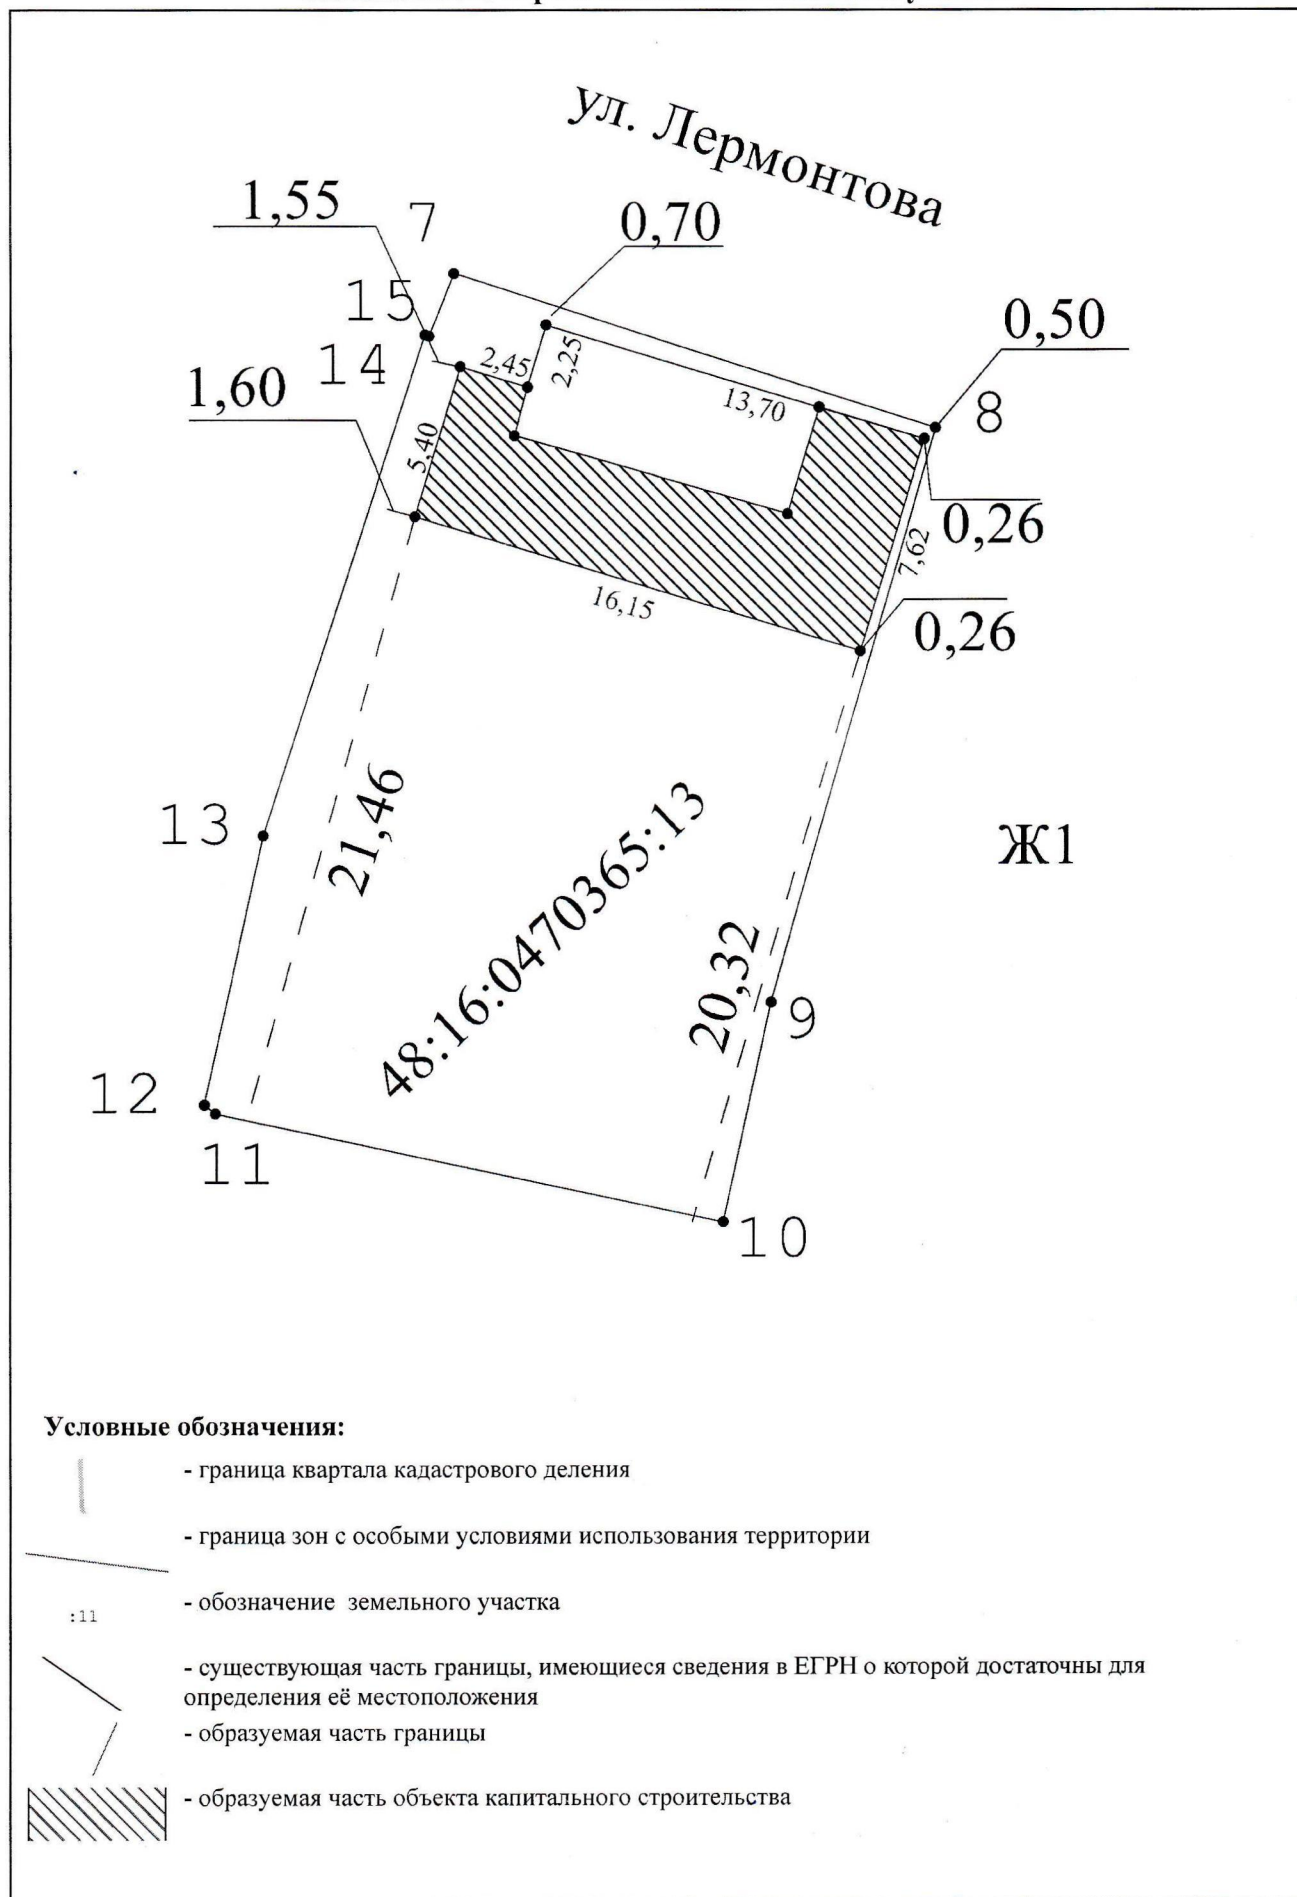 ул. Лермонтова
1,55
7
0,70
15
0,50
14
2,45
2,25
1,60
13,70
8
5,40
0,26
7,62
16,15
0,26
13
21,46
48:16:0470365:13
Ж1
20,32
9
12
11
10
Условные обозначения:
- граница квартала кадастрового деления
- граница зон с особыми условиями использования территории
:11
- обозначение земельного участка
- существующая часть границы, имеющиеся сведения в ЕГРН о которой достаточны для
определения её местоположения
- образуемая часть границы
- образуемая часть объекта капитального строительства